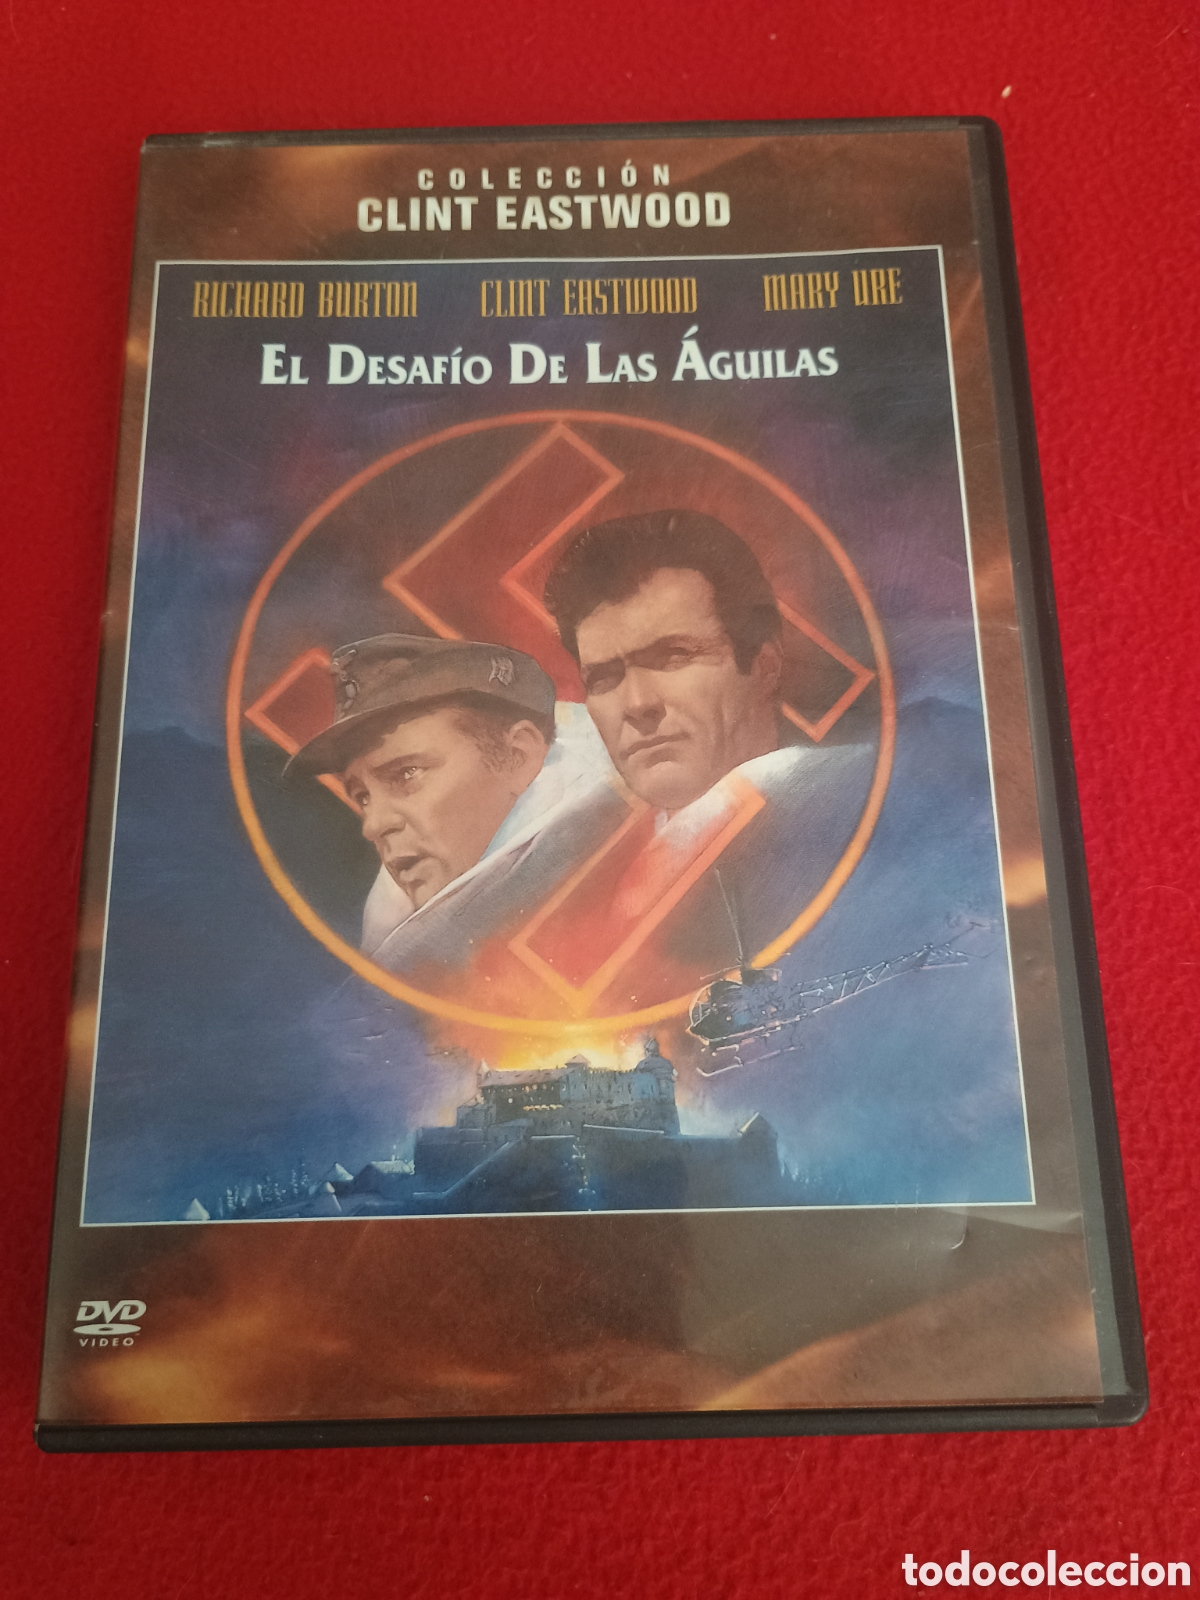 COLECCIÓN
CLINT EASTWOOD
RICHARD BURTON CLINT EASTWOOD MARY URE
EL DESAFÍO DE LAS ÁGUILAS
DVD
VIDEO
todocoleccion